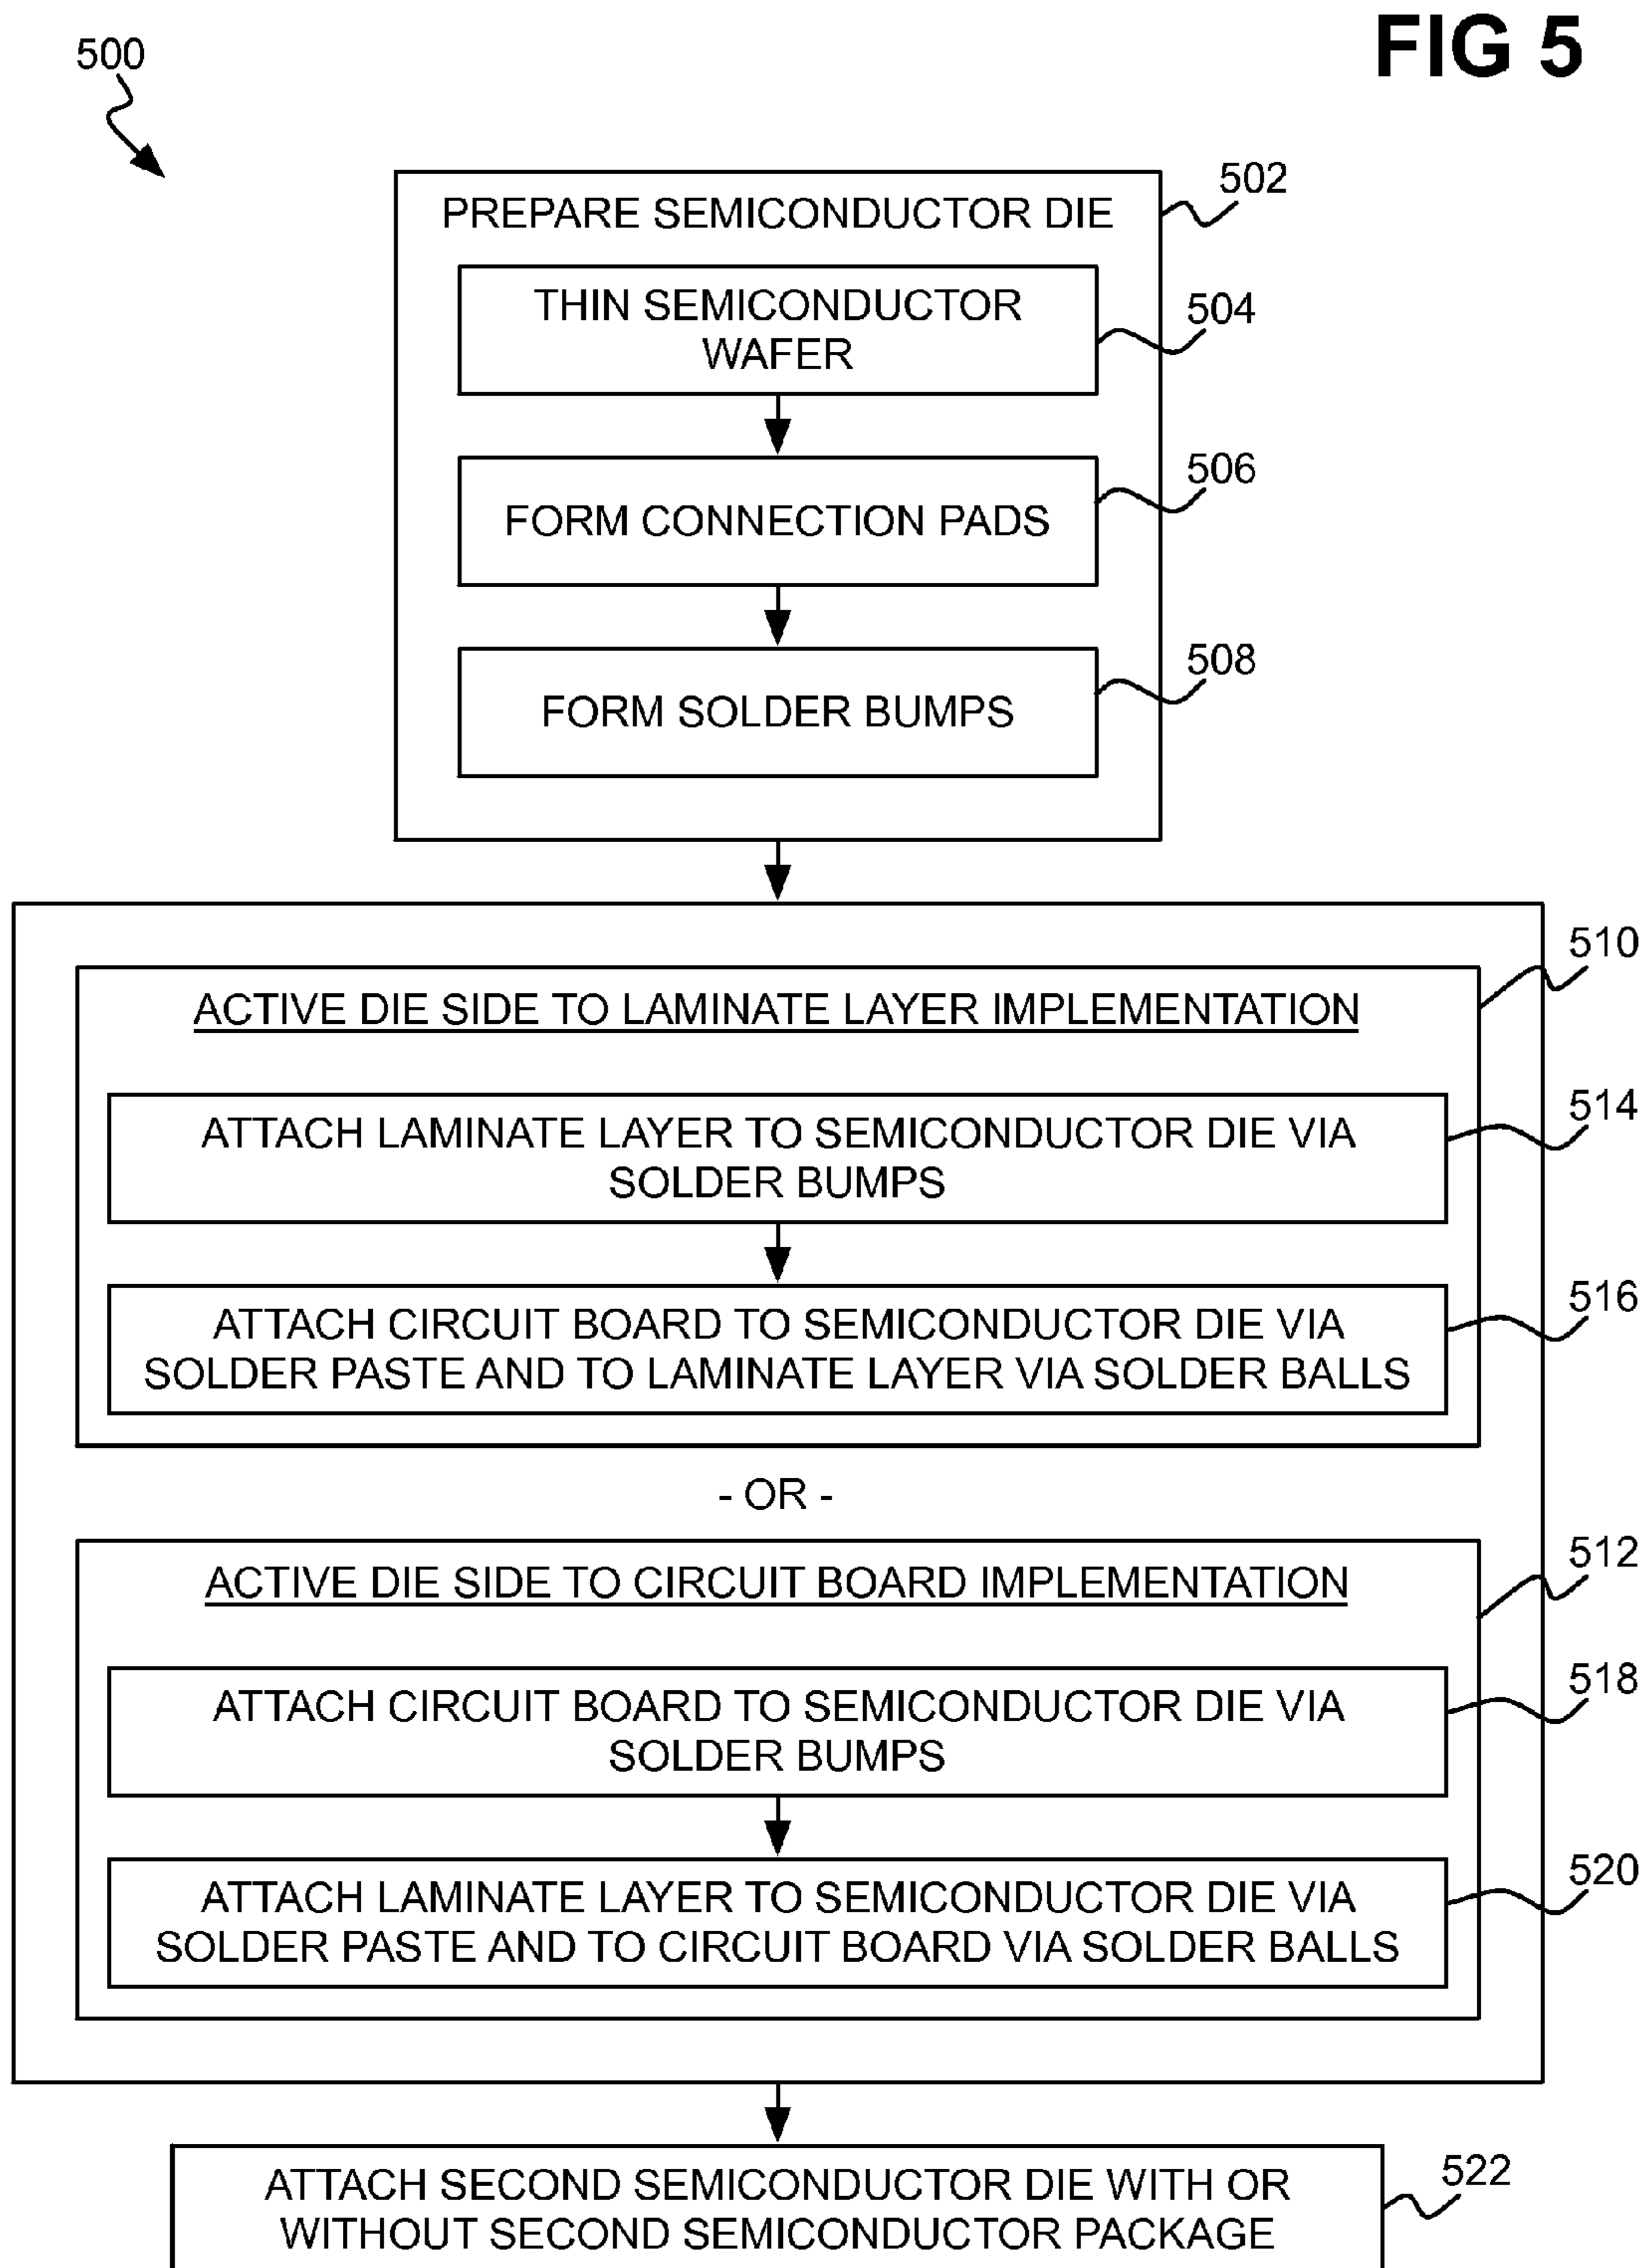 FIG 5
500
502
PREPARE SEMICONDUCTOR DIE
THIN SEMICONDUCTOR
WAFER
504
FORM CONNECTION PADS
506
FORM SOLDER BUMPS
508
510
ACTIVE DIE SIDE TO LAMINATE LAYER IMPLEMENTATION
514
ATTACH LAMINATE LAYER TO SEMICONDUCTOR DIE VIA
SOLDER BUMPS
516
ATTACH CIRCUIT BOARD TO SEMICONDUCTOR DIE VIA
SOLDER PASTE AND TO LAMINATE LAYER VIA SOLDER BALLS
- OR -
512
ACTIVE DIE SIDE TO CIRCUIT BOARD IMPLEMENTATION
518
ATTACH CIRCUIT BOARD TO SEMICONDUCTOR DIE VIA
SOLDER BUMPS
520
ATTACH LAMINATE LAYER TO SEMICONDUCTOR DIE VIA
SOLDER PASTE AND TO CIRCUIT BOARD VIA SOLDER BALLS
522
ATTACH SECOND SEMICONDUCTOR DIE WITH OR
WITHOUT SECOND SEMICONDUCTOR PACKAGE